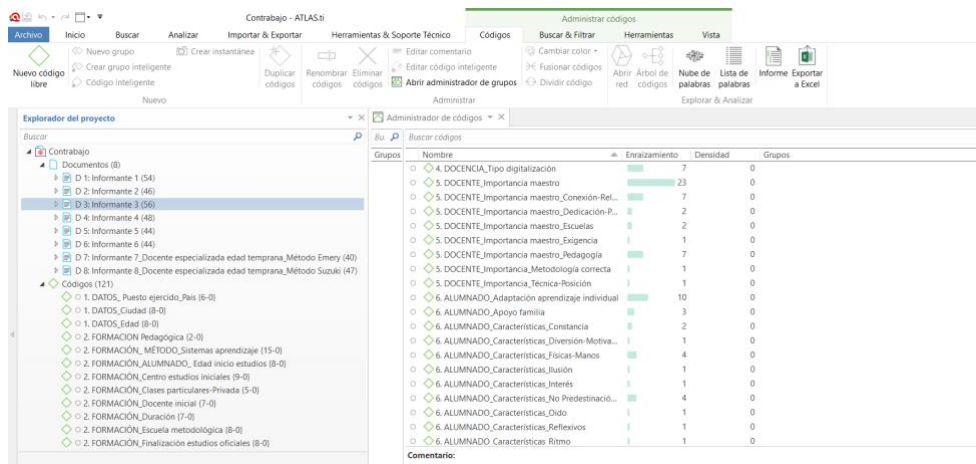 Contrabajo - ATLAS.ti
Administrar códigos
Archivo Inicio Buscar Analizar Importar & Exportar Herramientas & Soporte Técnico Códigos Buscar & Filtrar Herramientas Vista
Nuevo código libre
Nuevo grupo
Crear grupo inteligente
Código inteligente
Crear instantánea
Nuevo
Duplicar códigos
Renombrar códigos
Eliminar códigos
Editar comentario
Editar código inteligente
Abrir administrador de grupos
Cambiar color
Fusionar códigos
Dividir código
Administrar
Abrir red
Árbol de códigos
Nube de palabras
Lista de palabras
Informe
Exportar a Excel
Explorar & Analizar
Explorador del proyecto
Buscar
Contrabajo
Documentos (8)
D 1: Informante 1 (54)
D 2: Informante 2 (46)
D 3: Informante 3 (56)
D 4: Informante 4 (48)
D 5: Informante 5 (44)
D 6: Informante 6 (44)
D 7: Informante 7_Docente especializada edad temprana_Método Emery (40)
D 8: Informante 8_Docente especializada edad temprana_Método Suzuki (47)
Códigos (121)
1. DATOS_ Puesto ejercido_País (6-0)
1. DATOS_Ciudad (8-0)
1. DATOS_Edad (8-0)
2. FORMACION Pedagógica (2-0)
2. FORMACIÓN_ MÉTODO_Sistemas aprendizaje (15-0)
2. FORMACIÓN_ALUMNADO_ Edad inicio estudios (8-0)
2. FORMACIÓN_Centro estudios iniciales (9-0)
2. FORMACIÓN_Clases particulares-Privada (5-0)
2. FORMACIÓN_Docente inicial (7-0)
2. FORMACIÓN_Duración (7-0)
2. FORMACIÓN_Escuela metodológica (8-0)
2. FORMACIÓN_Finalización estudios oficiales (8-0)
Administrador de códigos
Bu.
Buscar códigos
Grupos Nombre Enraizamiento Densidad Grupos
4. DOCENCIA_Tipo digitalización 7 0
5. DOCENTE_Importancia maestro 23 0
5. DOCENTE_Importancia maestro_Conexión-Rel... 7 0
5. DOCENTE_Importancia maestro_Dedicación-P... 2 0
5. DOCENTE_Importancia maestro_Escuelas 2 0
5. DOCENTE_Importancia maestro_Exigencia 1 0
5. DOCENTE_Importancia maestro_Pedagogía 7 0
5. DOCENTE_Importancia_Metodología correcta 1 0
5. DOCENTE_Importancia_Técnica-Posición 1 0
6. ALUMNADO_Adaptación aprendizaje individual 10 0
6. ALUMNADO_Apoyo familia 3 0
6. ALUMNADO_Características_Constancia 2 0
6. ALUMNADO_Características_Diversión-Motiva... 1 0
6. ALUMNADO_Características_Físicas-Manos 4 0
6. ALUMNADO_Características_Ilusión 1 0
6. ALUMNADO_Características_Interés 1 0
6. ALUMNADO_Características_No Predestinació... 4 0
6. ALUMNADO_Características_Oido 1 0
6. ALUMNADO_Características_Reflexivos 1 0
6. ALUMNADO Características Ritmo 1 0
Comentario: